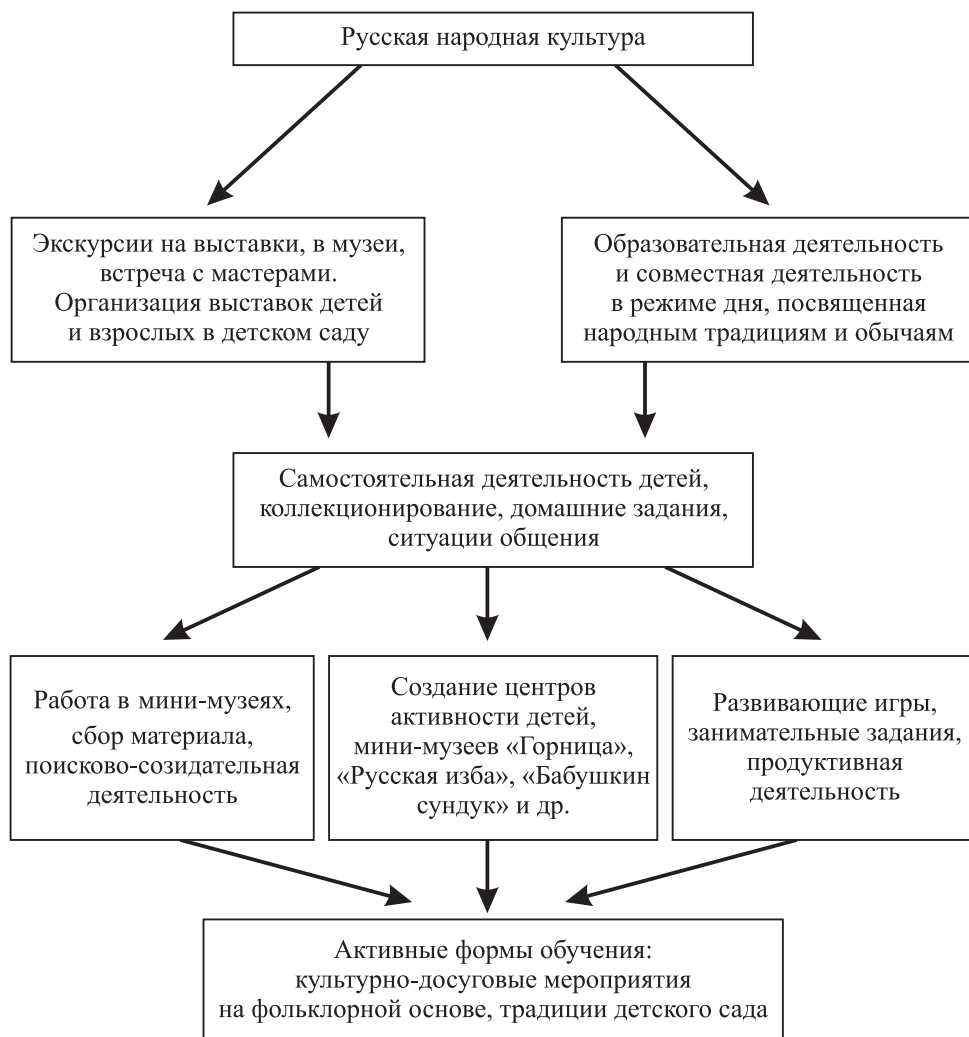 Русская народная культура
Экскурсии на выставки, в музеи,
встреча с мастерами.
Организация выставок детей
и взрослых в детском саду
Образовательная деятельность
и совместная деятельность
в режиме дня, посвященная
народным традициям и обычаям
Самостоятельная деятельность детей,
коллекционирование, домашние задания,
ситуации общения
Работа в мини-музеях,
сбор материала,
поисково-созидательная
деятельность
Создание центров
активности детей,
мини-музеев «Горница»,
«Русская изба», «Бабушкин
сундук» и др.
Развивающие игры,
занимательные задания,
продуктивная
деятельность
Активные формы обучения:
культурно-досуговые мероприятия
на фольклорной основе, традиции детского сада